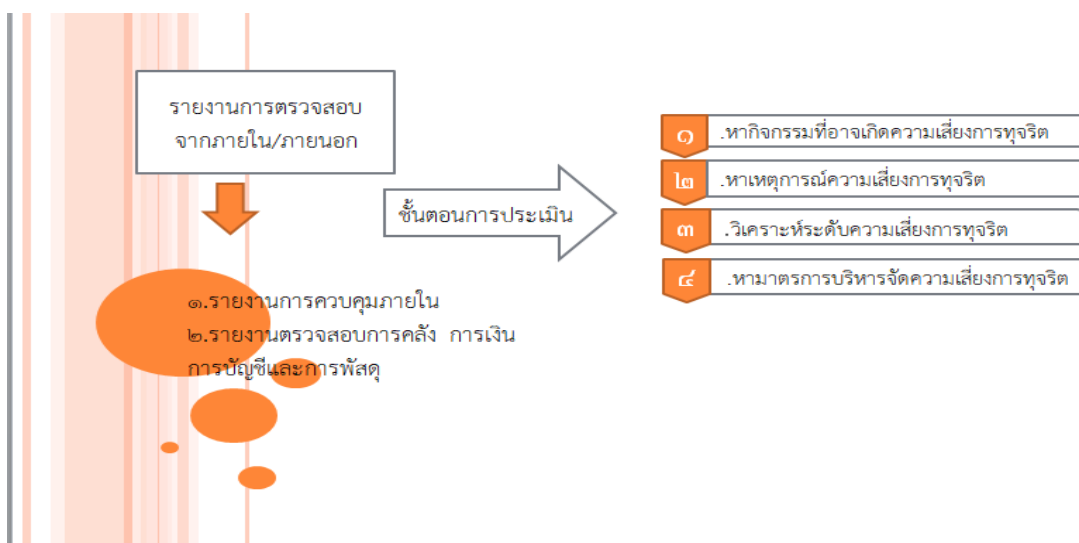 รายงานการตรวจสอบ
จากภายใน/ภายนอก
ชั้นตอนการประเมิน
๑.รายงานการควบคุมภายใน
๒.รายงานตรวจสอบการคลัง การเงิน
การบัญชีและการพัสดุ
๑ .หากิจกรรมที่อาจเกิดความเสี่ยงการทุจริต
๒ .หาเหตุการณ์ความเสี่ยงการทุจริต
๓ .วิเคราะห์ระดับความเสี่ยงการทุจริต
๔ .หามาตรการบริหารจัดความเสี่ยงการทุจริต